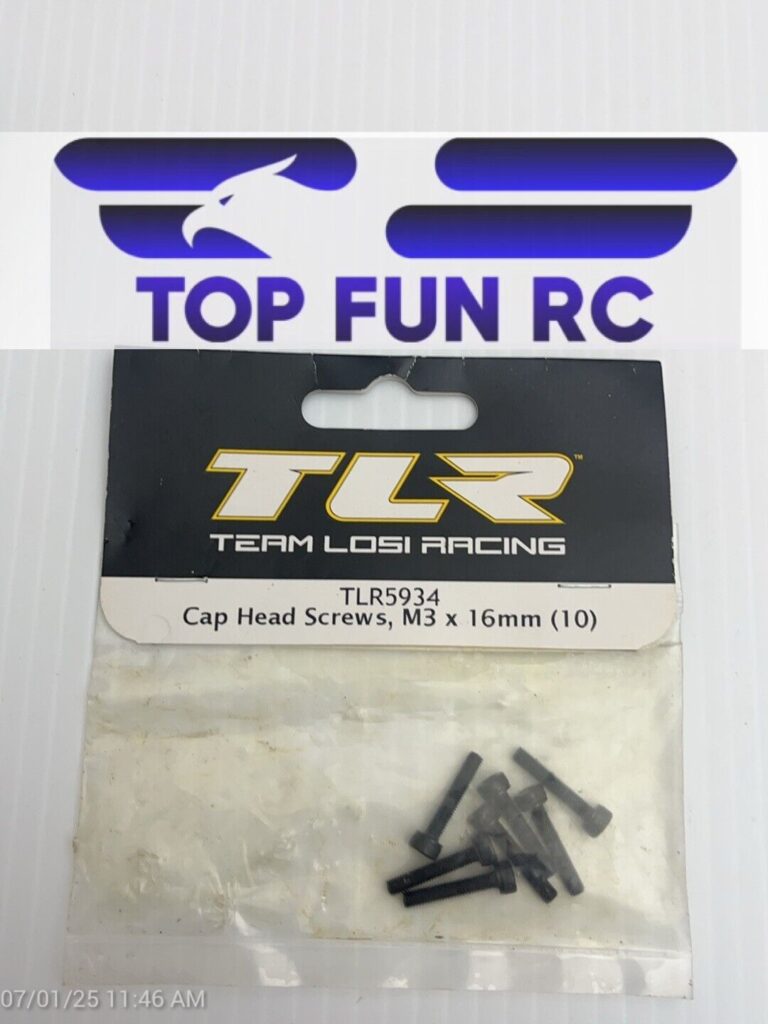 TOP FUN RC
TLR™
TEAM LOSI RACING
TLR5934
Cap Head Screws, M3 x 16mm (10)
07/01/25 11:46 AM